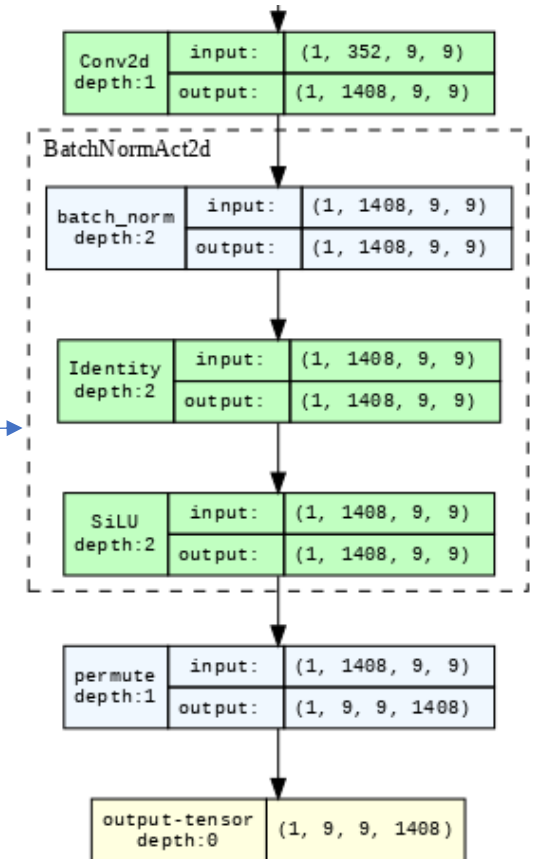 Conv2d
depth:1
input: (1, 352, 9, 9)
output: (1, 1408, 9, 9)
BatchNormAct2d
batch_norm
depth:2
input: (1, 1408, 9, 9)
output: (1, 1408, 9, 9)
Identity
depth:2
input: (1, 1408, 9, 9)
output: (1, 1408, 9, 9)
SiLU
depth:2
input: (1, 1408, 9, 9)
output: (1, 1408, 9, 9)
permute
depth:1
input: (1, 1408, 9, 9)
output: (1, 9, 9, 1408)
output-tensor
depth:0
(1, 9, 9, 1408)